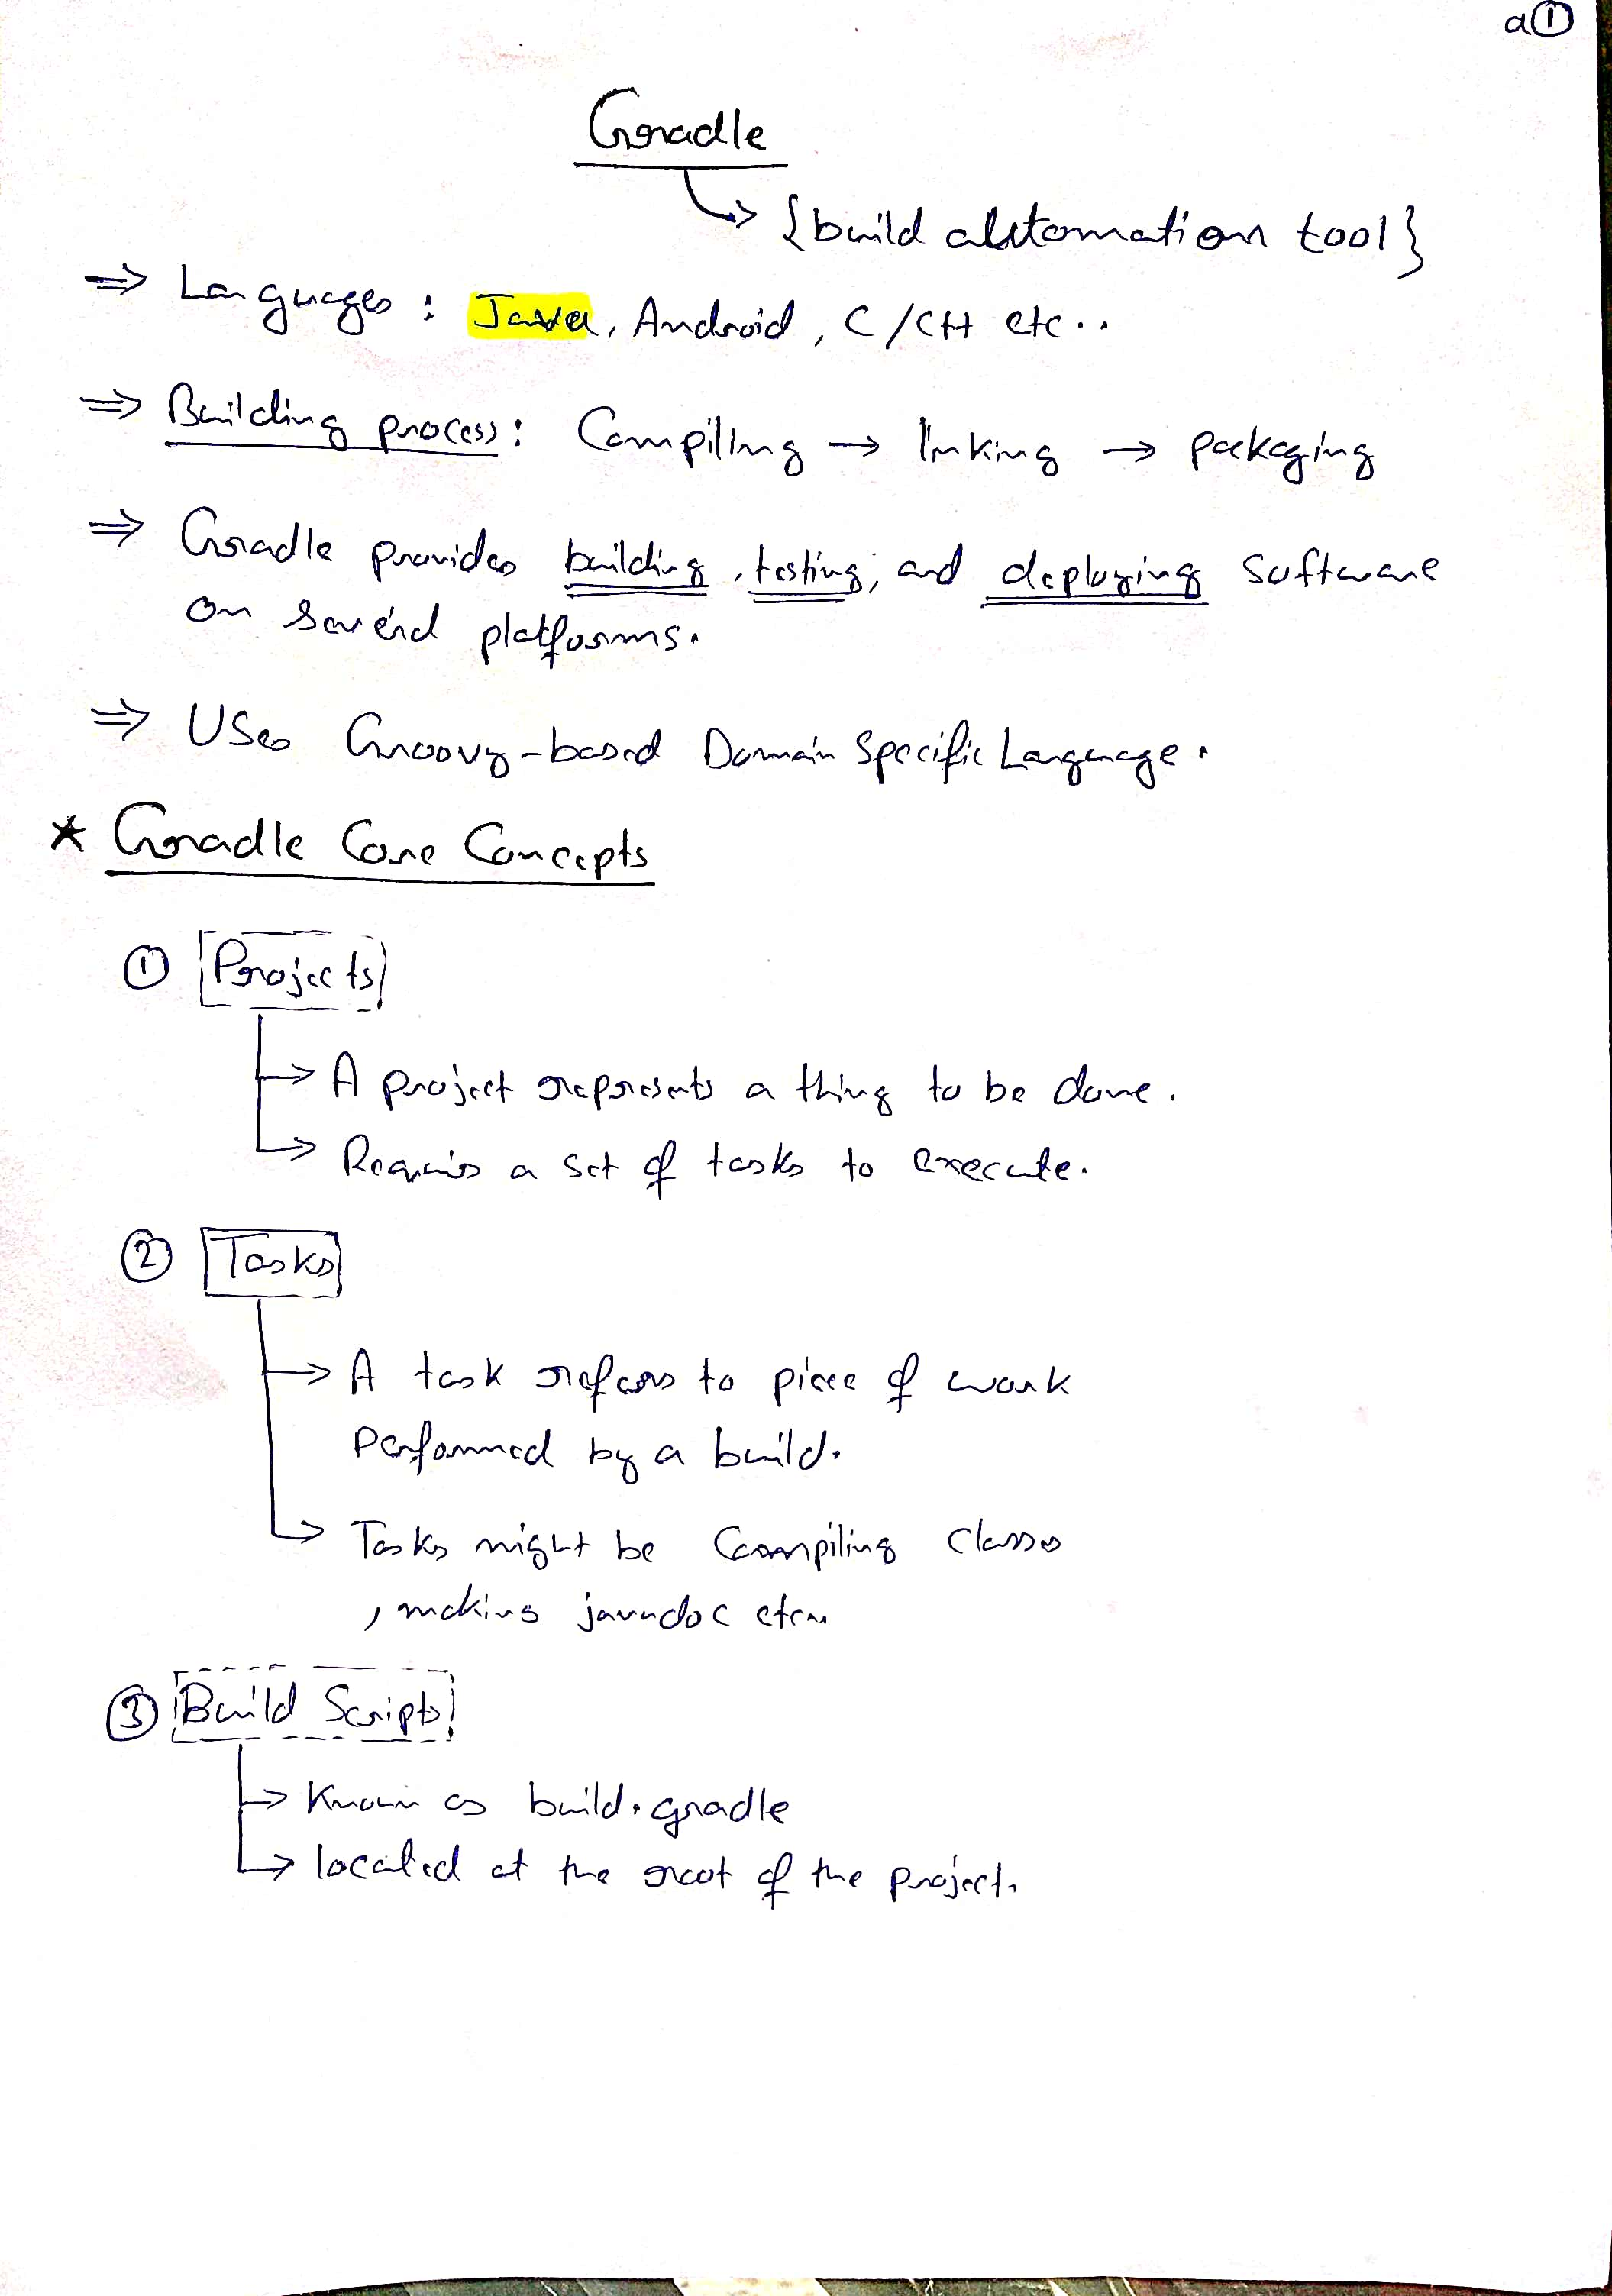 a①
Gradle
↳ {build automation tool}
⇒ Languages : Java, Android, C/C++ etc..
⇒ Building process: Compiling → linking → packaging
⇒ Gradle provides building, testing, and deploying software
on several platforms.
⇒ Uses Groovy-based Domain Specific Language.
* Gradle Core Concepts
① Projects
→ A project represents a thing to be done.
→ Requires a set of tasks to execute.
② Tasks
→ A task refers to piece of work
performed by a build.
→ Tasks might be Compiling classes
, making javadoc etc..
③ Build Scripts
→ Known as build.gradle
→ located at the root of the project.